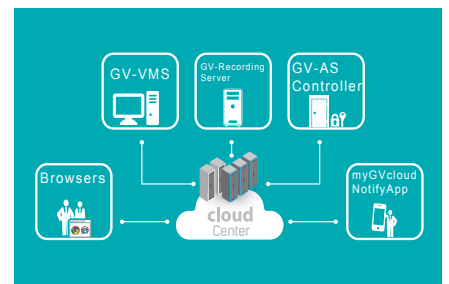 GV-VMS
GV-Recording
Server
GV-AS
Controller
Browsers
myGVcloud
NotifyApp
cloud
Center